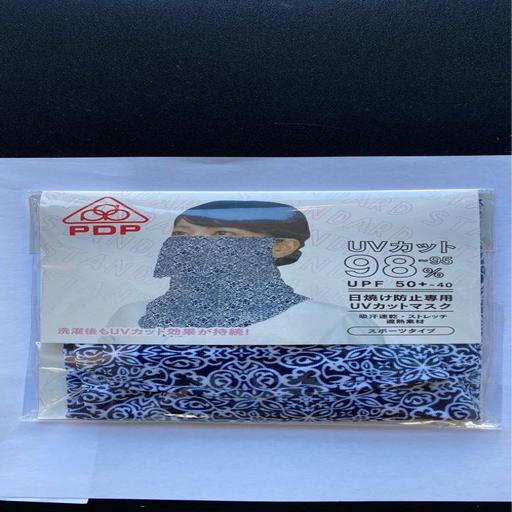 PDP
UVカット
98~95
%
UPF 50+~40
日焼け防止専用
UVカットマスク
吸汗速乾・ストレッチ
遮熱素材
スポーツタイプ
洗濯後もUVカット効果が持続!